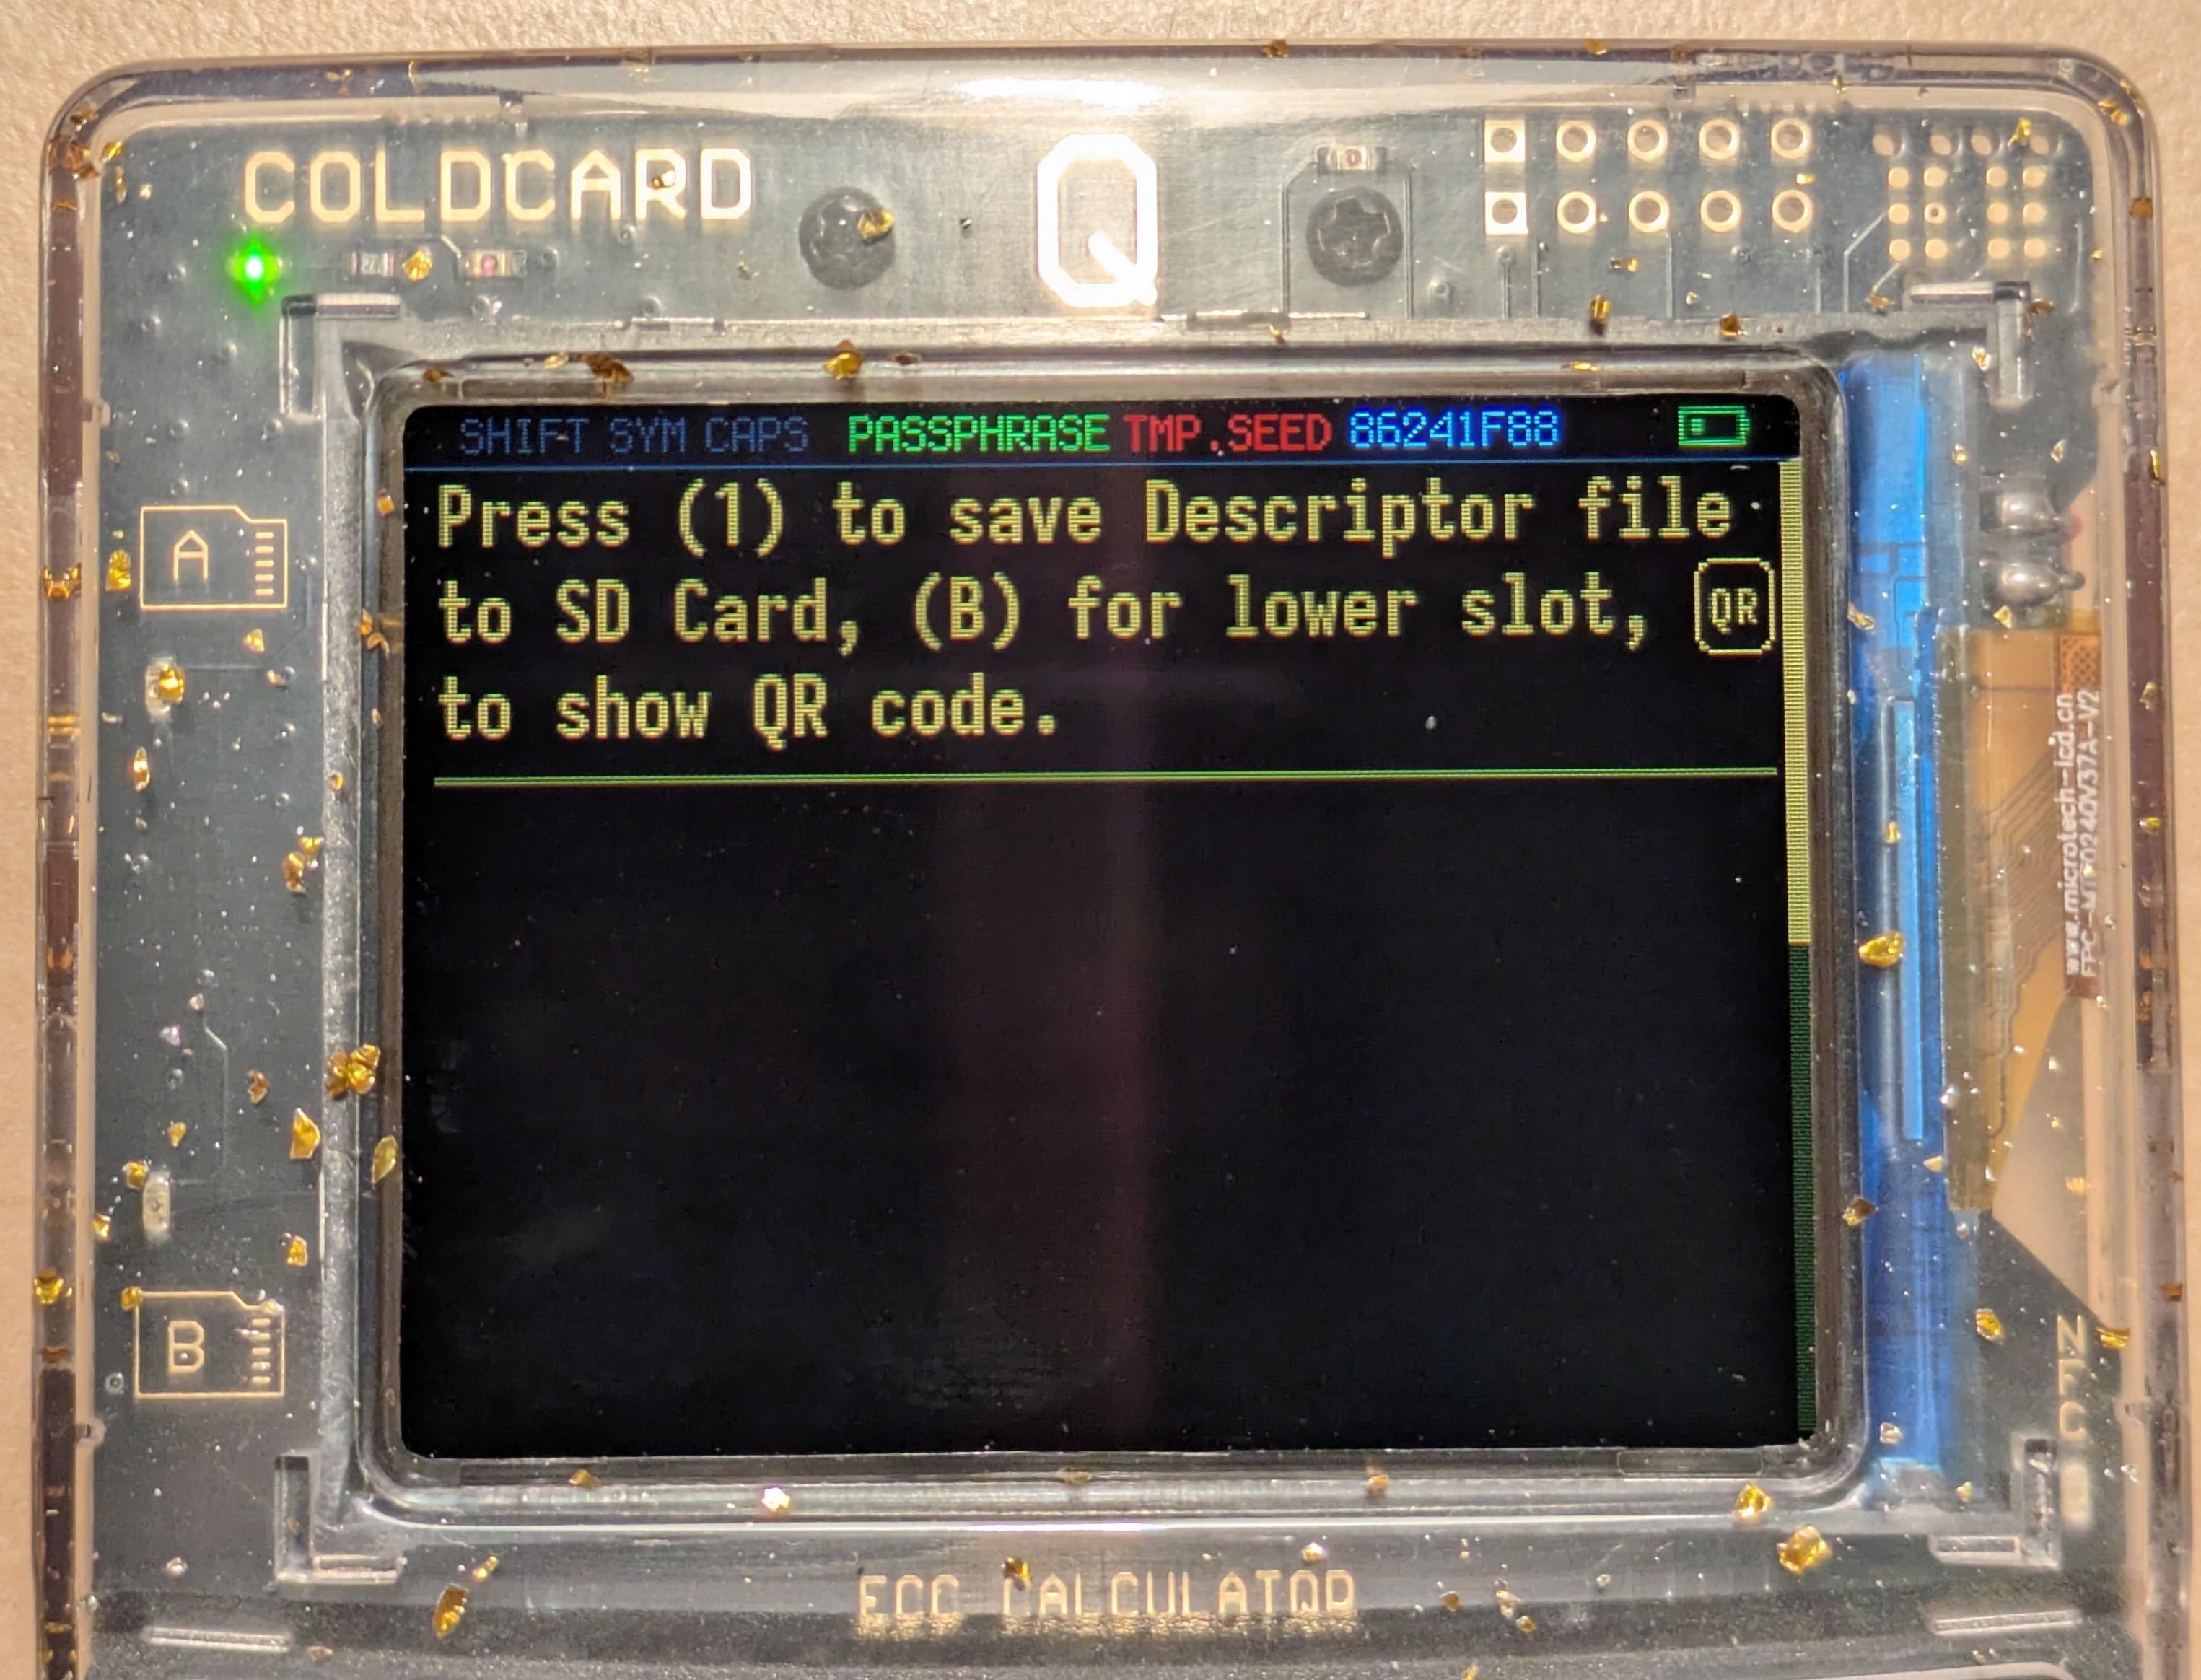 COLDCARD
Q
SHIFT SYM CAPS PASSPHRASE TMP.SEED 86241F88
Press (1) to save Descriptor file
to SD Card, (B) for lower slot, QR
to show QR code.
A
B
www.microtech-lcd.cn
NFC
ECC CALCULATOR